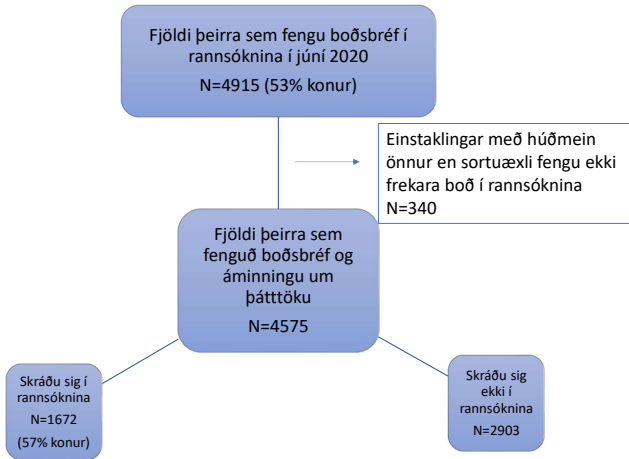 Fjöldi þeirra sem fengu boðsbréf í
rannsóknina í júní 2020
N=4915 (53% konur)
Einstaklingar með húðmein
önnur en sortuæxli fengu ekki
frekara boð í rannsóknina
N=340
Fjöldi þeirra sem
fenguð boðsbréf og
áminningu um
þátttöku
N=4575
Skráðu sig í
rannsóknina
N=1672
(57% konur)
Skráðu sig
ekki í
rannsóknina
N=2903